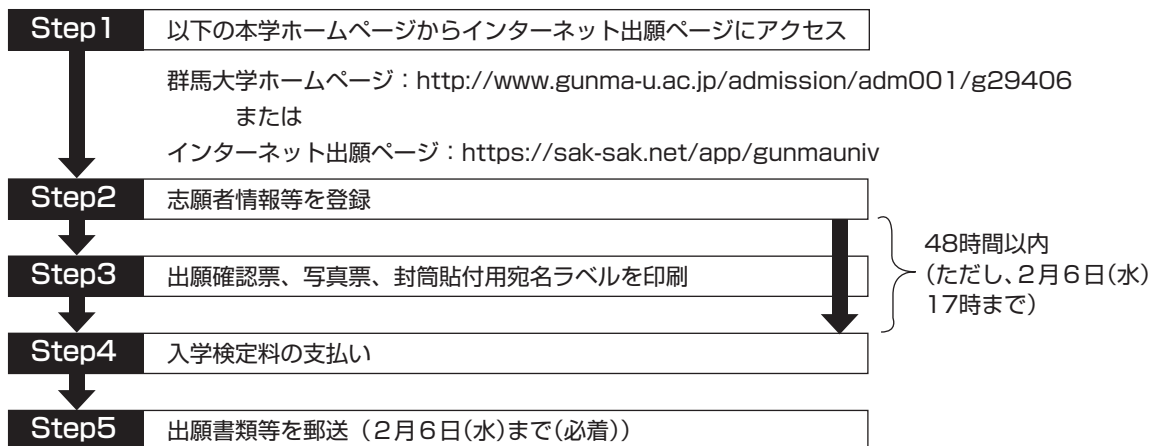 Step1 以下の本学ホームページからインターネット出願ページにアクセス
群馬大学ホームページ：http://www.gunma-u.ac.jp/admission/adm001/g29406
または
インターネット出願ページ：https://sak-sak.net/app/gunmauniv
Step2 志願者情報等を登録
Step3 出願確認票、写真票、封筒貼付用宛名ラベルを印刷
48時間以内
（ただし、2月6日(水)
17時まで）
Step4 入学検定料の支払い
Step5 出願書類等を郵送（2月6日(水)まで(必着)）